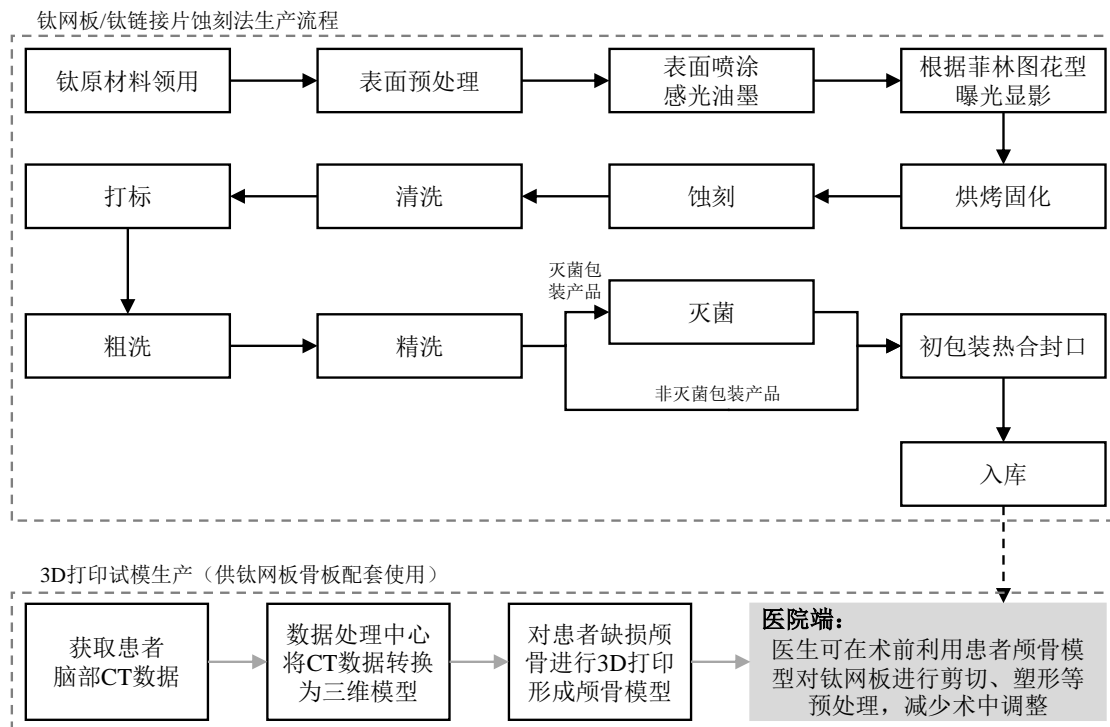 钛网板/钛链接片蚀刻法生产流程
钛原材料领用
表面预处理
表面喷涂
感光油墨
根据菲林图花型
曝光显影
打标
清洗
蚀刻
烘烤固化
灭菌包
装产品
粗洗
精洗
灭菌
初包装热合封口
非灭菌包装产品
入库
3D打印试模生产（供钛网板骨板配套使用）
获取患者
脑部CT数据
数据处理中心
将CT数据转换
为三维模型
对患者缺损颅
骨进行3D打印
形成颅骨模型
医院端：
医生可在术前利用患者颅骨模
型对钛网板进行剪切、塑形等
预处理，减少术中调整